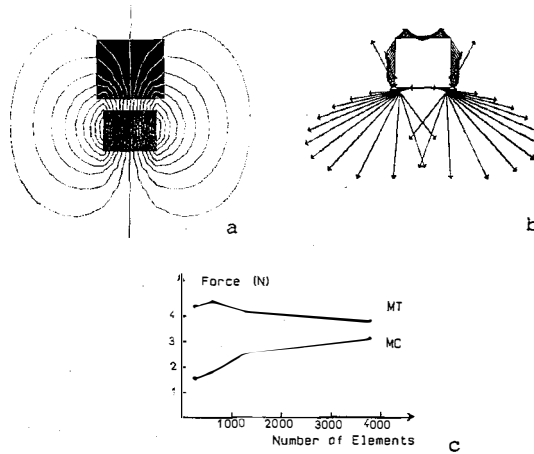 a
b
Force (N)
4
3
2
1
MT
MC
1000 2000 3000 4000
Number of Elements
c